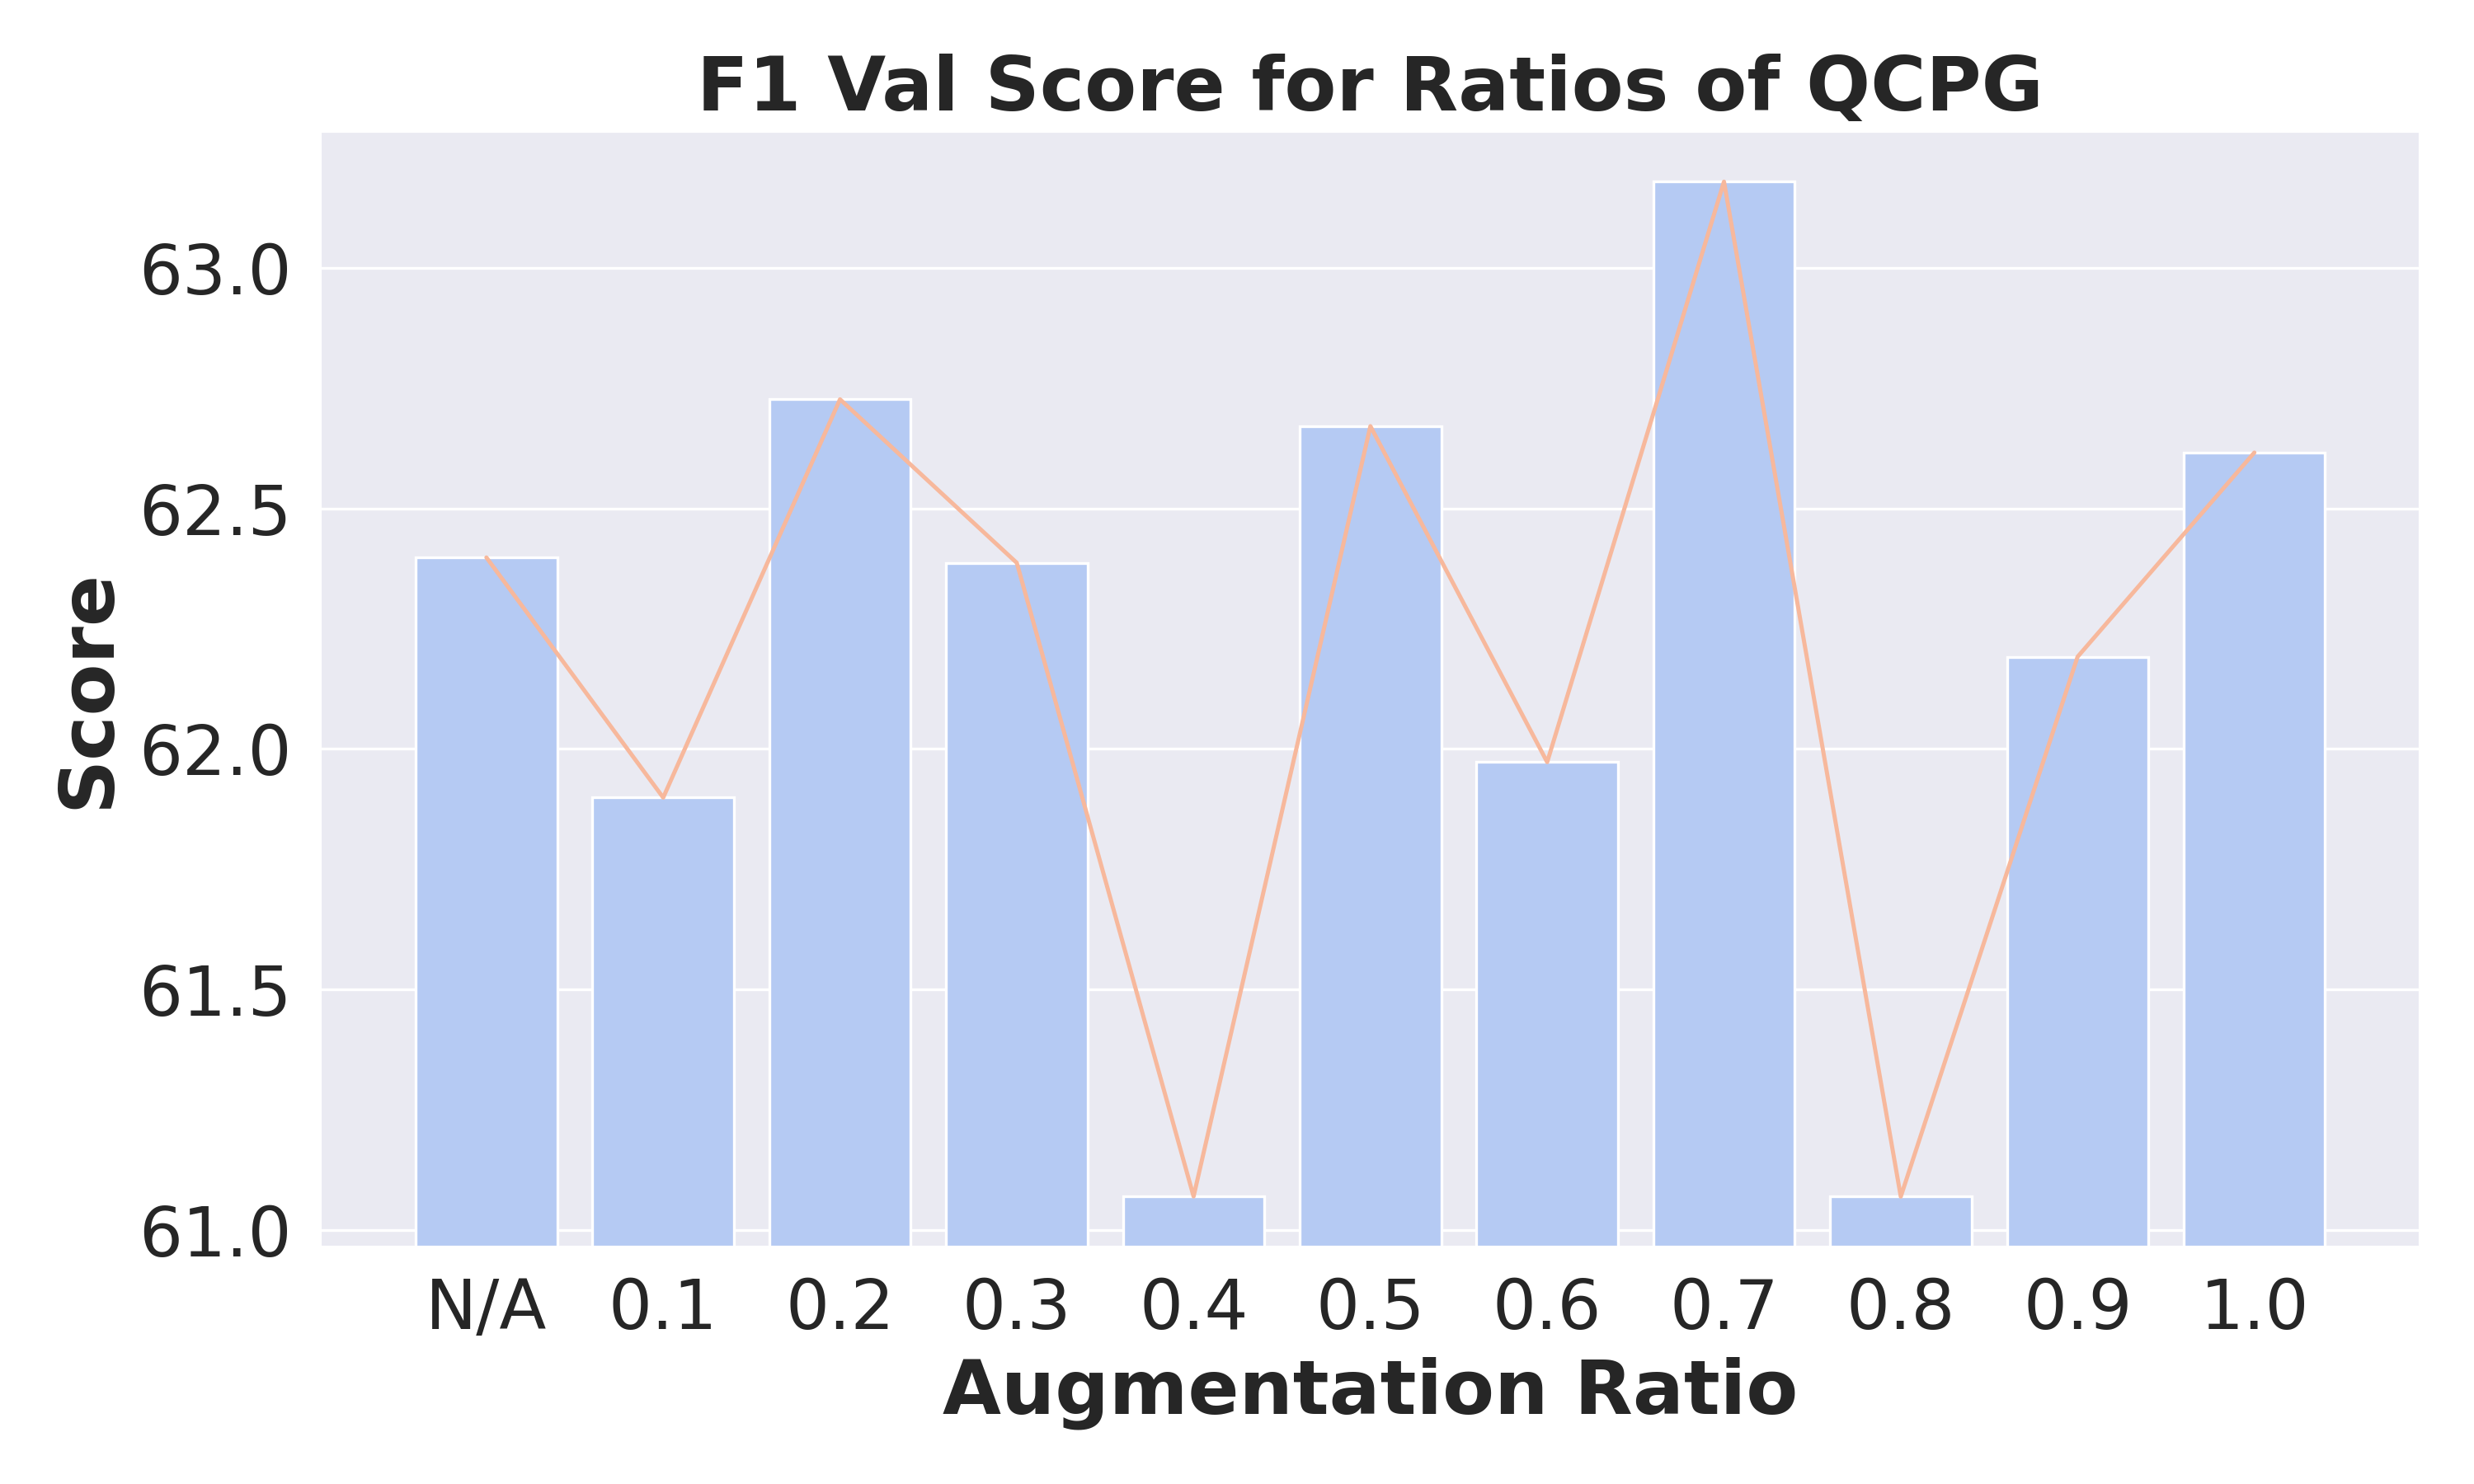 F1 Val Score for Ratios of QCPG
Score
63.0
62.5
62.0
61.5
61.0
N/A 0.1 0.2 0.3 0.4 0.5 0.6 0.7 0.8 0.9 1.0
Augmentation Ratio